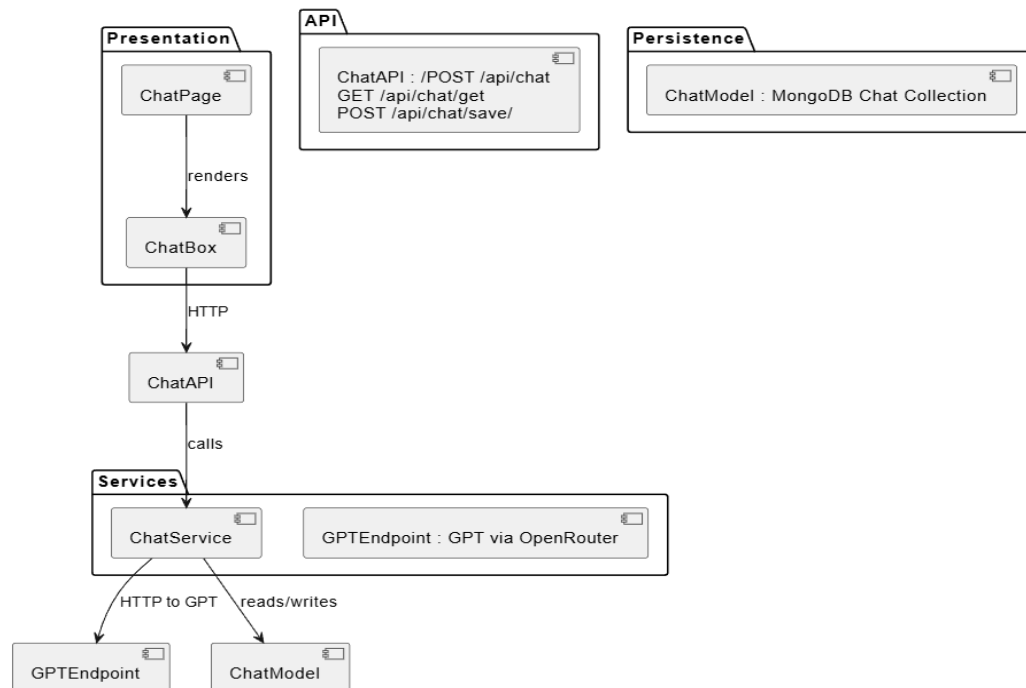 Presentation
API
Persistence
ChatPage
ChatAPI : /POST /api/chat
GET /api/chat/get
POST /api/chat/save/
ChatModel : MongoDB Chat Collection
renders
ChatBox
HTTP
ChatAPI
calls
Services
ChatService
GPTEndpoint : GPT via OpenRouter
HTTP to GPT
reads/writes
GPTEndpoint
ChatModel